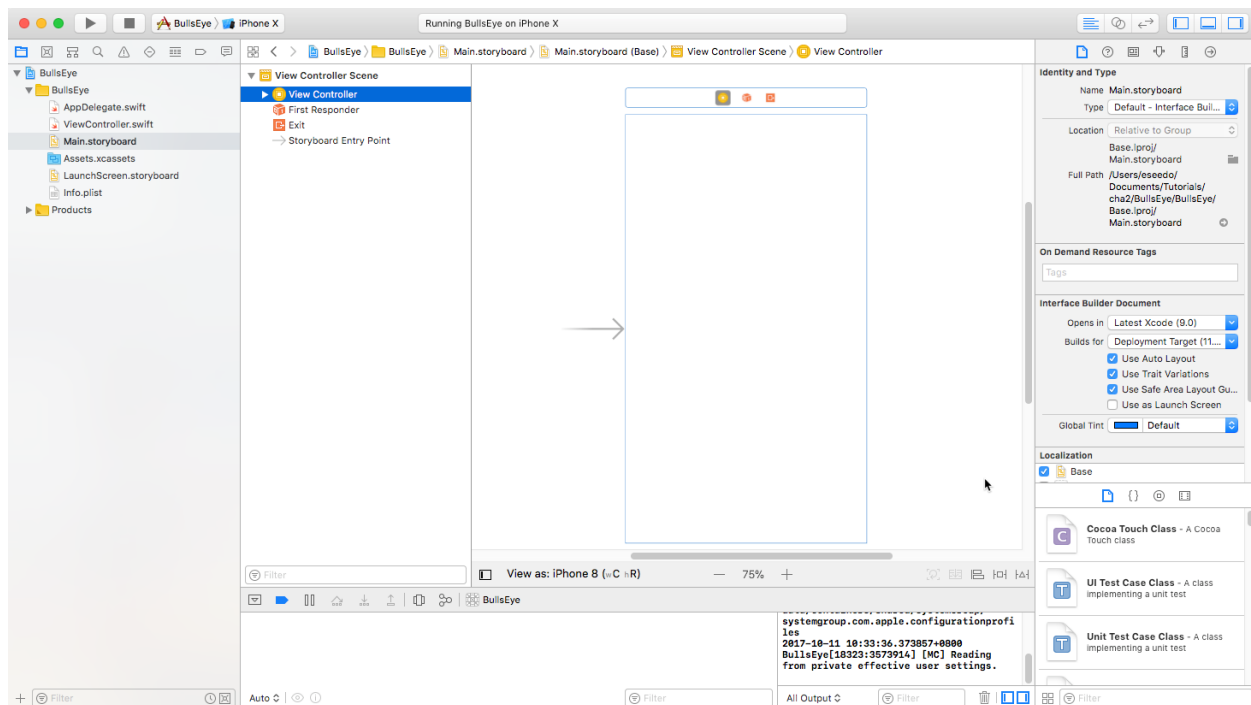 BullsEye
iPhone X
Running BullsEye on iPhone X
BullsEye
BullsEye
Main.storyboard
Main.storyboard (Base)
View Controller Scene
View Controller
BullsEye
BullsEye
AppDelegate.swift
ViewController.swift
Main.storyboard
Assets.xcassets
LaunchScreen.storyboard
Info.plist
Products
Filter
View Controller Scene
View Controller
First Responder
Exit
Storyboard Entry Point
Filter
View as: iPhone 8 (wC hR)
75%
BullsEye
systemgroup.com.apple.configurationprofi
les
2017-10-11 10:33:36.373857+0800
BullsEye[18323:3573914] [MC] Reading
from private effective user settings.
Auto
Filter
All Output
Filter
Identity and Type
Name Main.storyboard
Type Default - Interface Buil...
Location Relative to Group
Base.lproj/
Main.storyboard
Full Path /Users/eseedo/
Documents/Tutorials/
cha2/BullsEye/BullsEye/
Base.lproj/
Main.storyboard
On Demand Resource Tags
Tags
Interface Builder Document
Opens in Latest Xcode (9.0)
Builds for Deployment Target (11....
Use Auto Layout
Use Trait Variations
Use Safe Area Layout Gu...
Use as Launch Screen
Global Tint Default
Localization
Base
{}
C
Cocoa Touch Class - A Cocoa
Touch class
T
UI Test Case Class - A class
implementing a unit test
T
Unit Test Case Class - A class
implementing a unit test
Filter